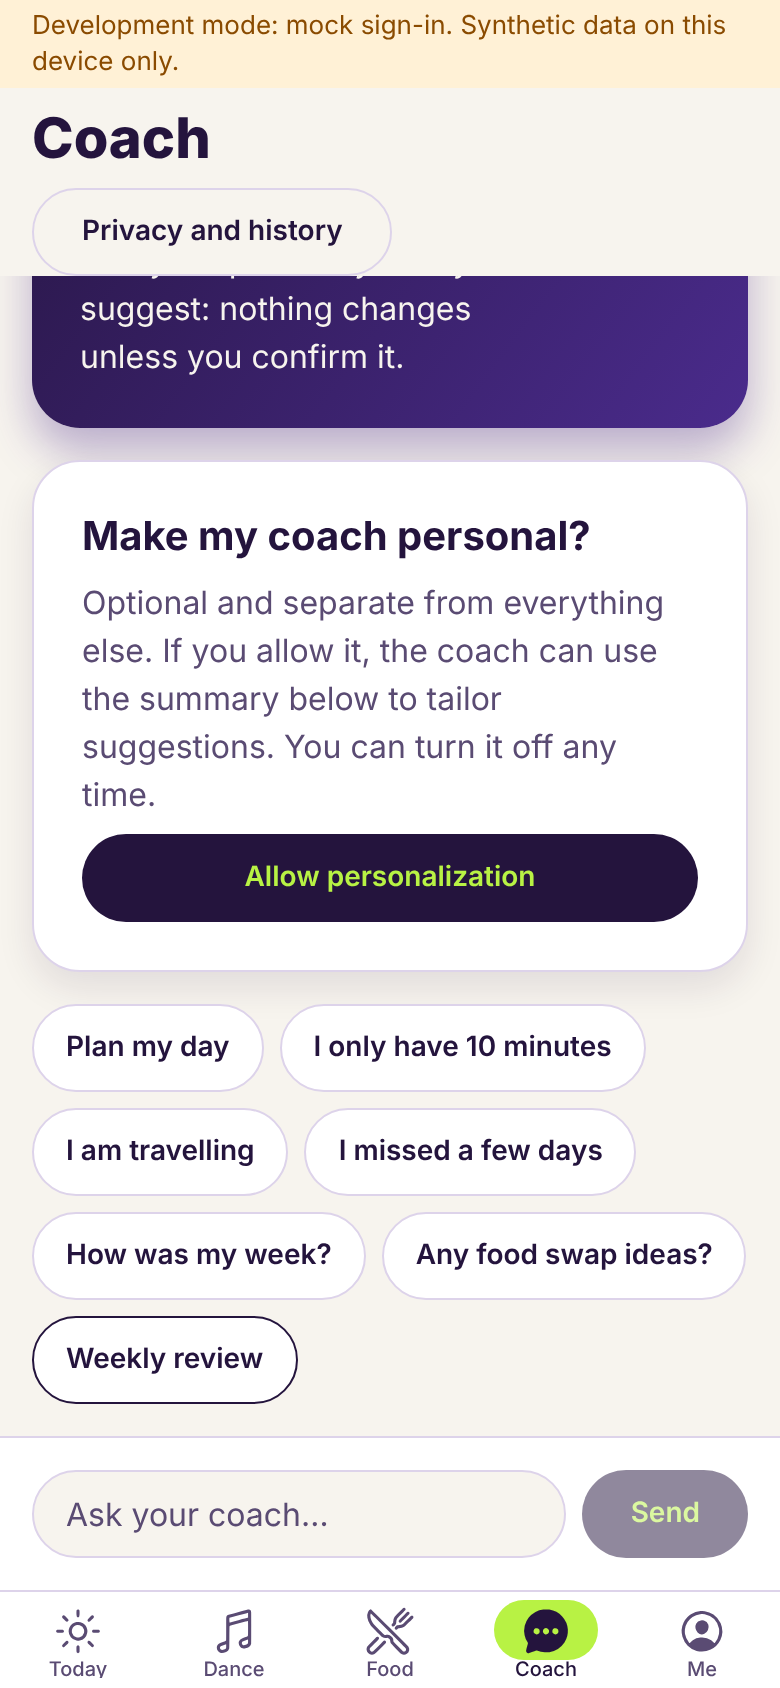 Development mode: mock sign-in. Synthetic data on this
device only.
Coach
Privacy and history
suggest: nothing changes
unless you confirm it.
Make my coach personal?
Optional and separate from everything
else. If you allow it, the coach can use
the summary below to tailor
suggestions. You can turn it off any
time.
Allow personalization
Plan my day
I only have 10 minutes
I am travelling
I missed a few days
How was my week?
Any food swap ideas?
Weekly review
Ask your coach...
Send
Today
Dance
Food
Coach
Me